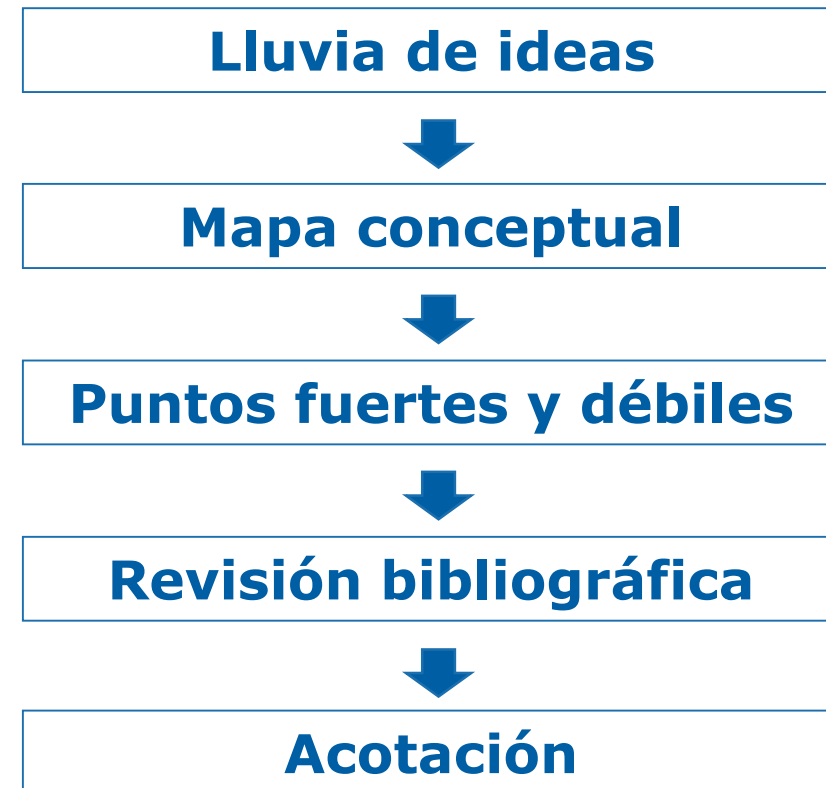 Lluvia de ideas
Mapa conceptual
Puntos fuertes y débiles
Revisión bibliográfica
Acotación